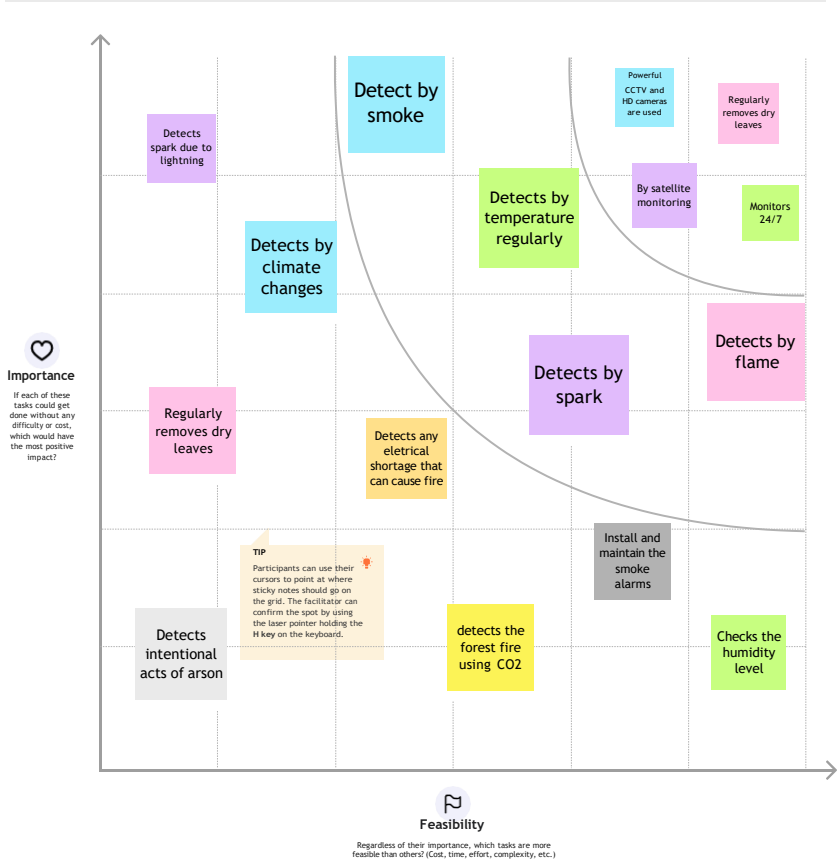 Detect by
smoke
Powerful
CCTV and
HD cameras
are used
Regularly
removes dry
leaves
Detects
spark due to
lightning
Detects by
temperature
regularly
By satellite
monitoring
Monitors
24/7
Detects by
climate
changes
Detects by
flame
Detects by
spark
Importance
If each of these
tasks could get
done without any
difficulty or cost,
which would have
the most positive
impact?
Regularly
removes dry
leaves
Detects any
eletrical
shortage that
can cause fire
Install and
maintain the
smoke
alarms
TIP
Participants can use their
cursors to point at where
sticky notes should go on
the grid. The facilitator can
confirm the spot by using
the laser pointer holding the
H key on the keyboard.
Detects
intentional
acts of arson
detects the
forest fire
using CO2
Checks the
humidity
level
Feasibility
Regardless of their importance, which tasks are more
feasible than others? (Cost, time, effort, complexity, etc.)